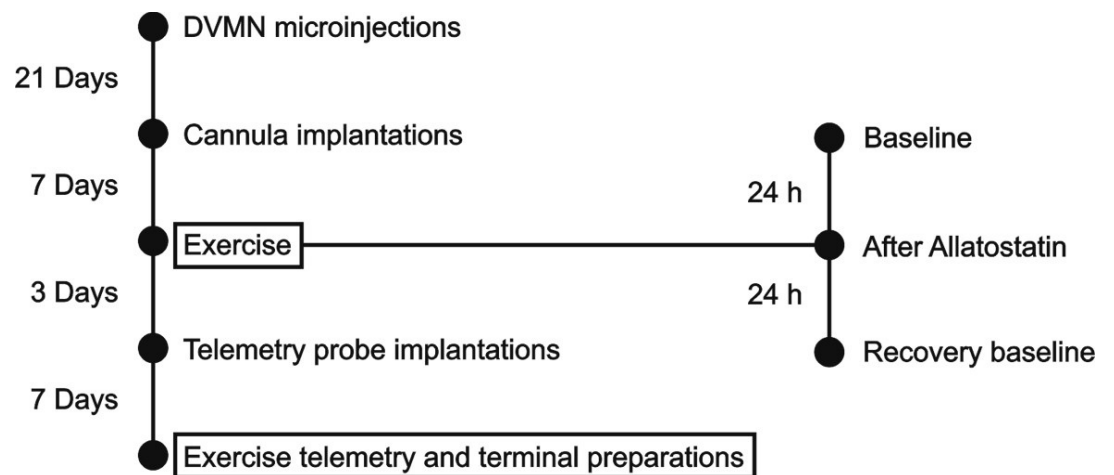 DVMN microinjections
21 Days
Cannula implantations
7 Days
Exercise
3 Days
Telemetry probe implantations
7 Days
Exercise telemetry and terminal preparations
Baseline
24 h
After Allatostatin
24 h
Recovery baseline